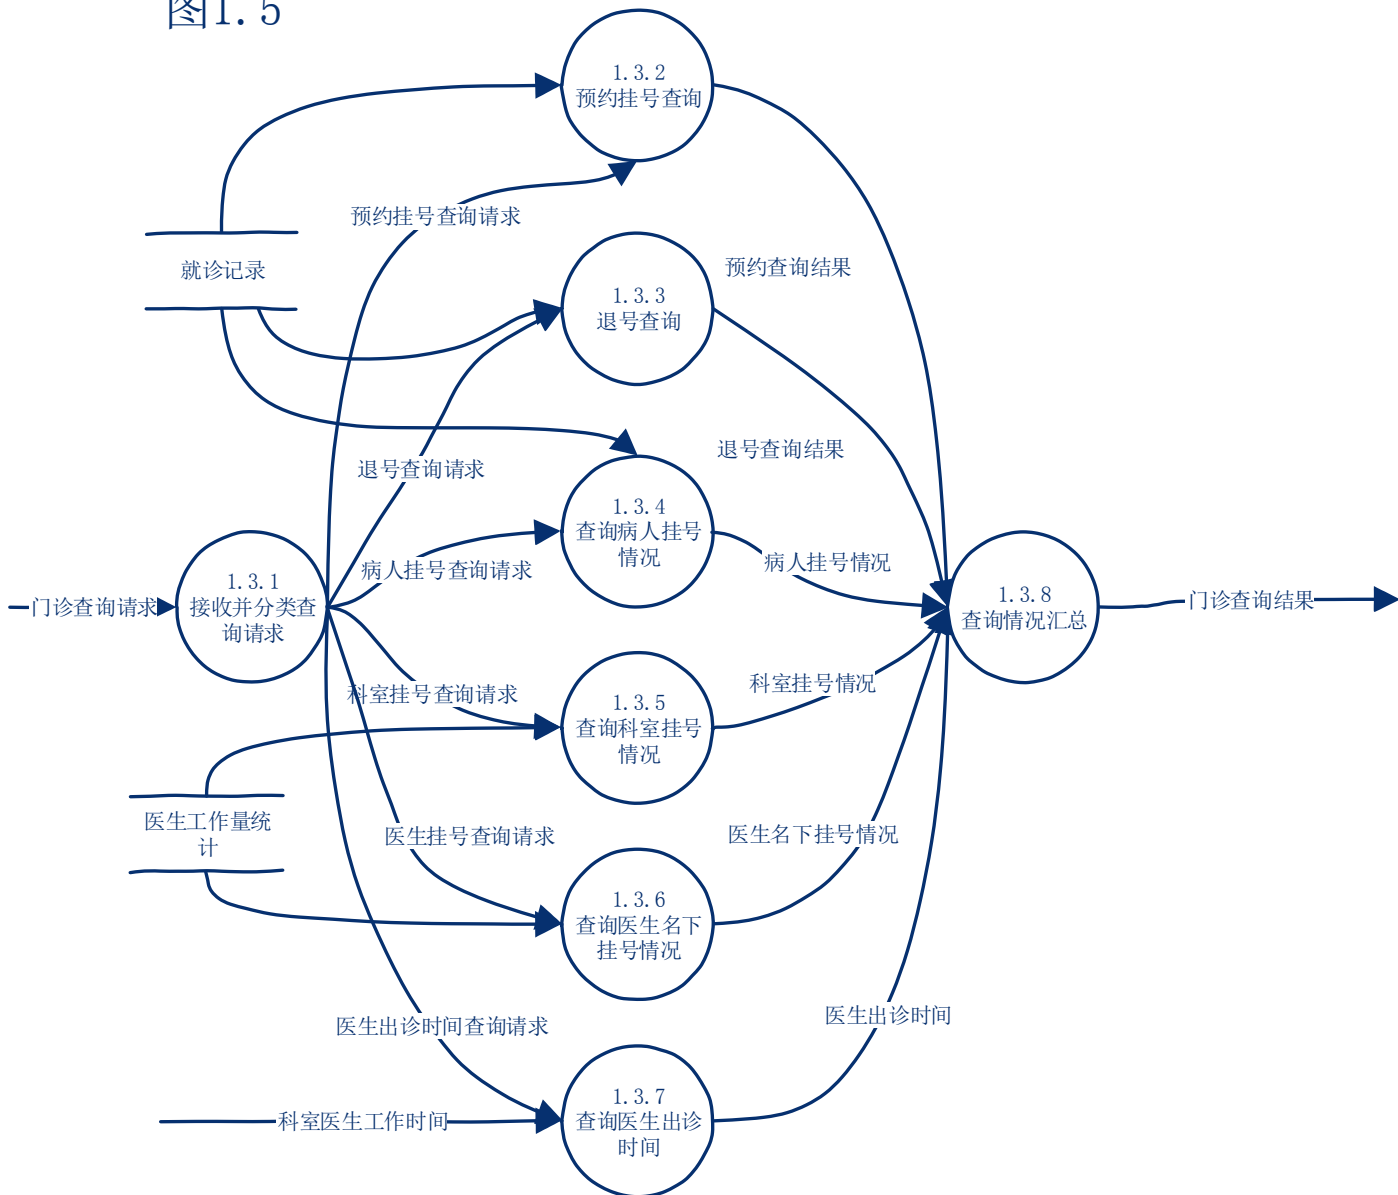 图1.5
1.3.2
预约挂号查询
预约挂号查询请求
就诊记录
预约查询结果
1.3.3
退号查询
退号查询请求
退号查询结果
1.3.4
查询病人挂号
情况
病人挂号查询请求
病人挂号情况
门诊查询请求
1.3.1
接收并分类查
询请求
1.3.8
查询情况汇总
门诊查询结果
科室挂号查询请求
1.3.5
查询科室挂号
情况
科室挂号情况
医生工作量统
计
医生挂号查询请求
医生名下挂号情况
1.3.6
查询医生名下
挂号情况
医生出诊时间查询请求
医生出诊时间
科室医生工作时间
1.3.7
查询医生出诊
时间